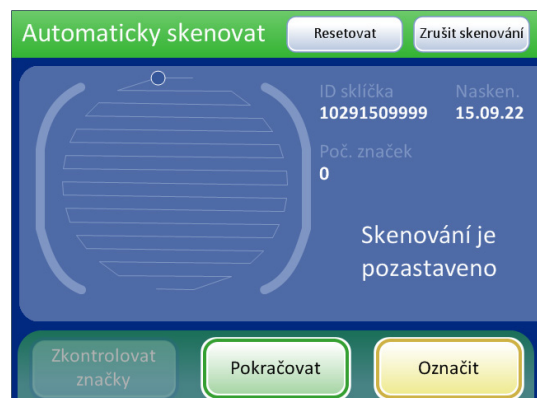 Automaticky skenovat
Resetovat
Zrušit skenování
ID sklíčka
Nasken.
10291509999
15.09.22
Poč. značek
0
Skenování je
pozastaveno
Zkontrolovat
značky
Pokračovat
Označit